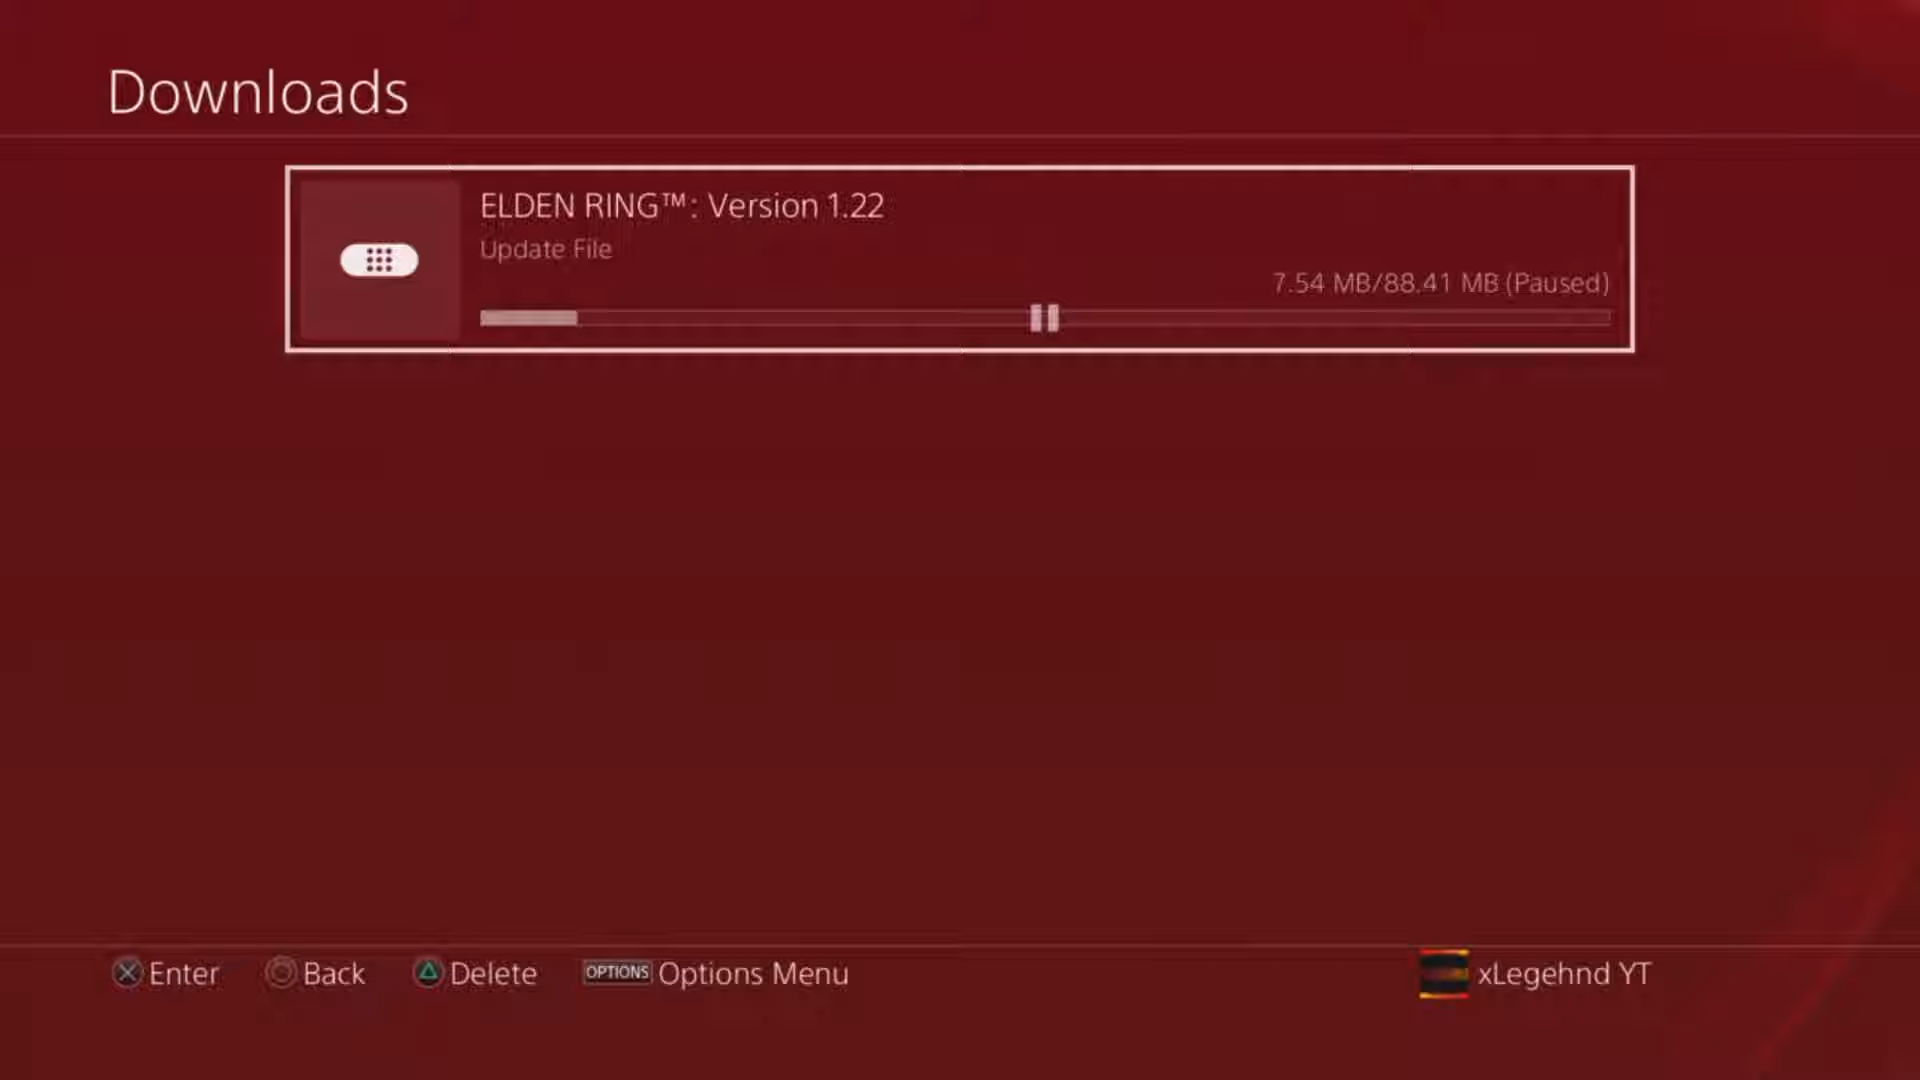 Downloads
ELDEN RING™: Version 1.22
Update File
7.54 MB/88.41 MB (Paused)
Enter Back Delete OPTIONS Options Menu xLegehnd YT